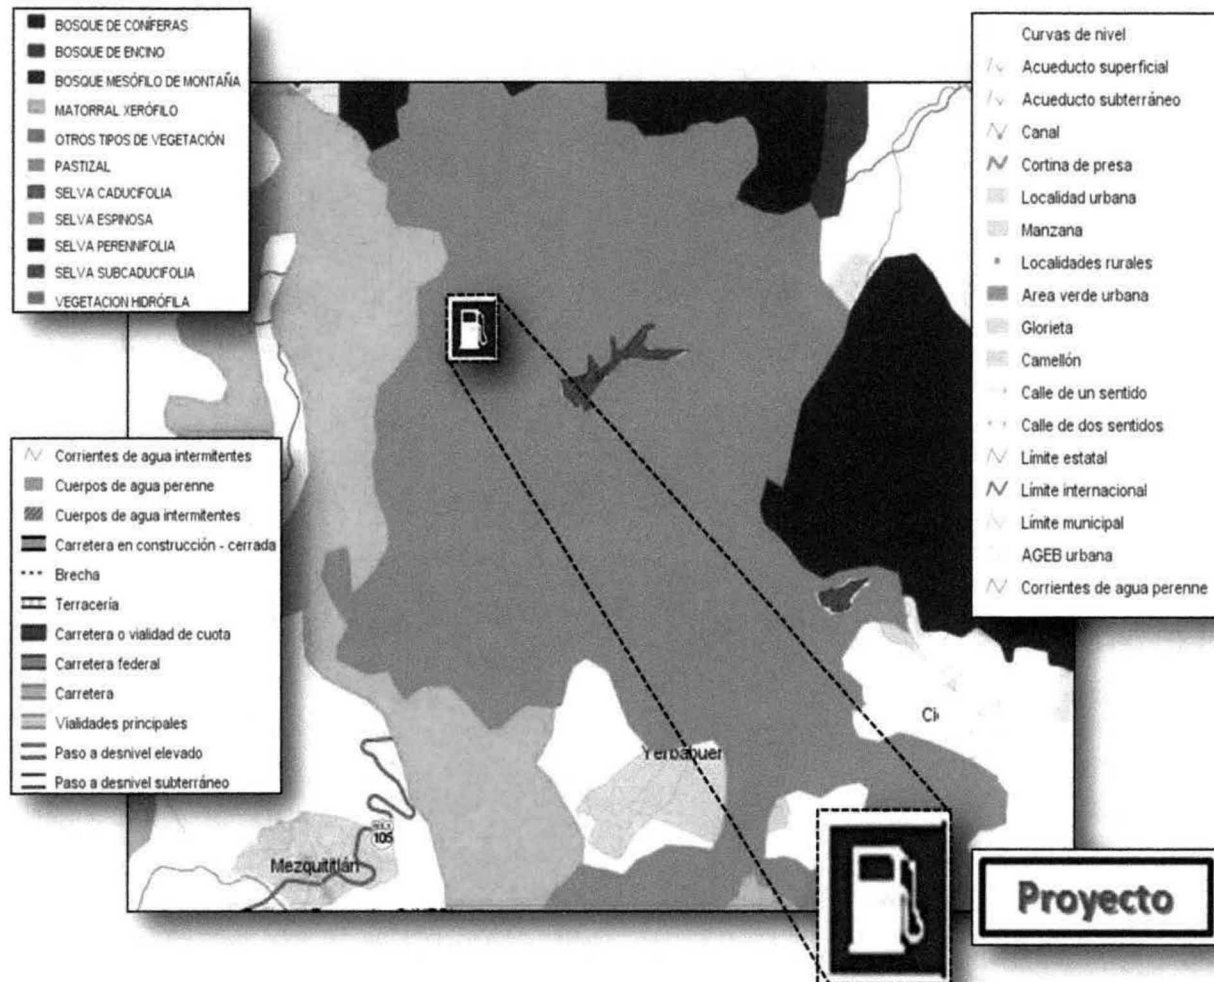 BOSQUE DE CONÍFERAS
BOSQUE DE ENCINO
BOSQUE MESÓFILO DE MONTAÑA
MATORRAL XERÓFILO
OTROS TIPOS DE VEGETACIÓN
PASTIZAL
SELVA CADUCIFOLIA
SELVA ESPINOSA
SELVA PERENNIFOLIA
SELVA SUBCADUCIFOLIA
VEGETACION HIDRÓFILA
Corrientes de agua intermitentes
Cuerpos de agua perenne
Cuerpos de agua intermitentes
Carretera en construcción - cerrada
Brecha
Terracería
Carretera o vialidad de cuota
Carretera federal
Carretera
Vialidades principales
Paso a desnivel elevado
Paso a desnivel subterráneo
Curvas de nivel
Acueducto superficial
Acueducto subterráneo
Canal
Cortina de presa
Localidad urbana
Manzana
Localidades rurales
Area verde urbana
Glorieta
Camellón
Calle de un sentido
Calle de dos sentidos
Límite estatal
Límite internacional
Límite municipal
AGEB urbana
Corrientes de agua perenne
Ci
Yerbabuer
105
Mezquititlán
Proyecto